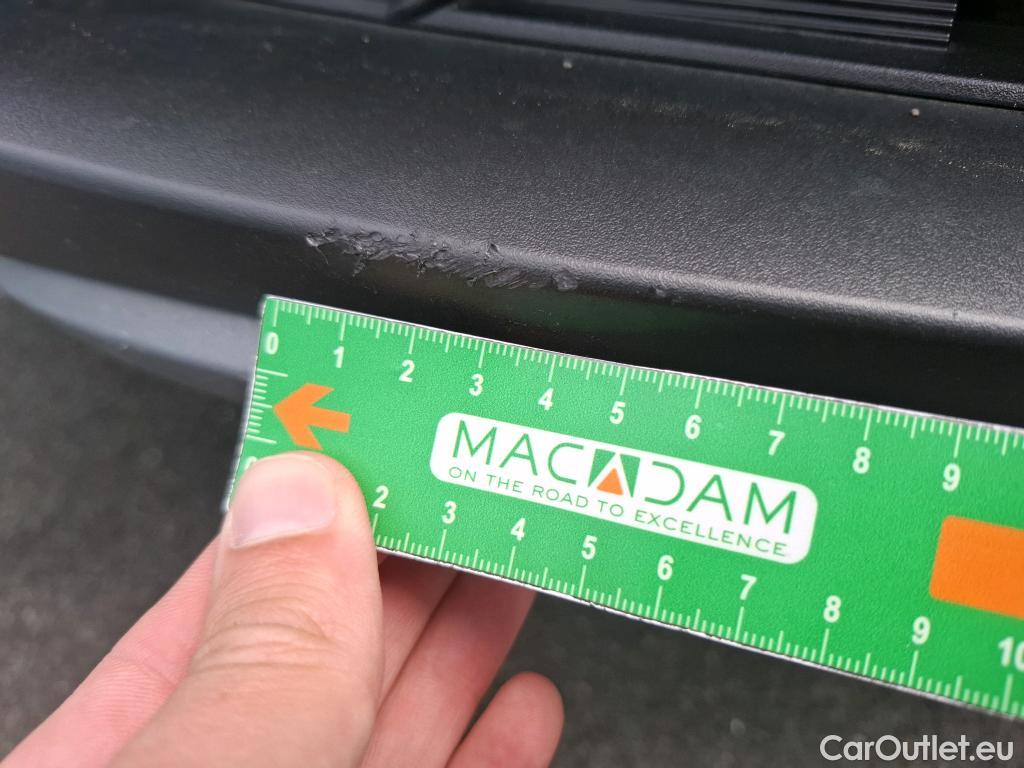 0 1 2 3 4 5 6 7 8 9
MACADAM
ON THE ROAD TO EXCELLENCE
2 3 4 5 6 7 8 9 10
CarOutlet.eu